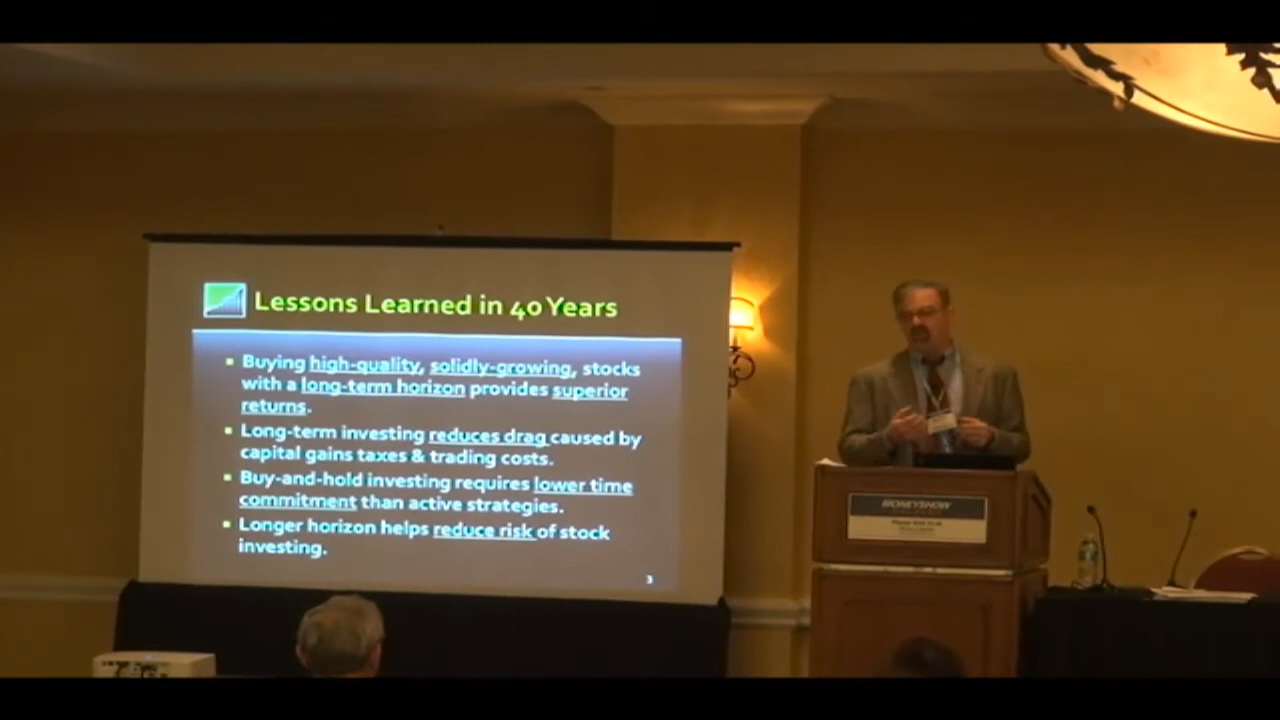 Lessons Learned in 40 Years
▪ Buying high-quality, solidly-growing, stocks
with a long-term horizon provides superior
returns.
▪ Long-term investing reduces drag caused by
capital gains taxes & trading costs.
▪ Buy-and-hold investing requires lower time
commitment than active strategies.
▪ Longer horizon helps reduce risk of stock
investing.
3
MONEYSHOW